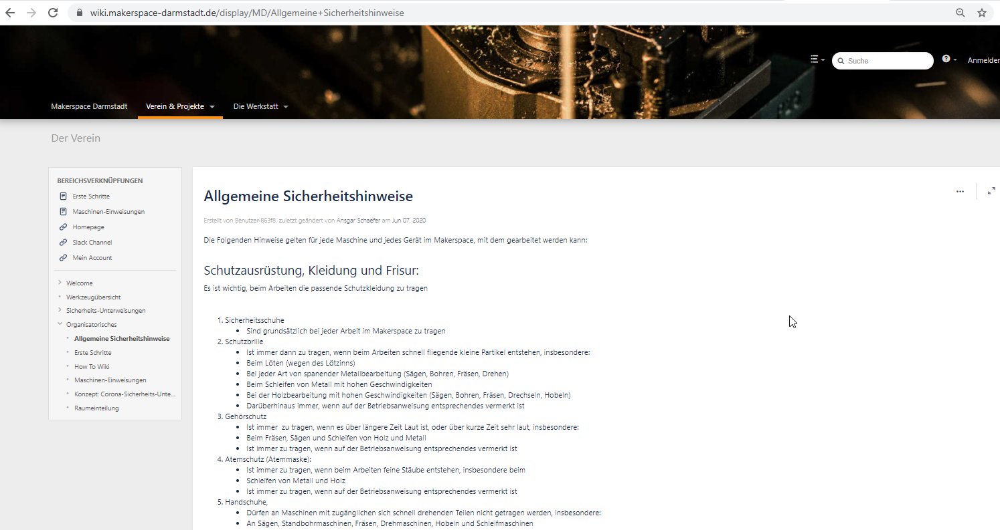 wiki.makerspace-darmstadt.de/display/MD/Allgemeine+Sicherheitshinweise
Suche
Anmelden
Makerspace Darmstadt
Verein & Projekte
Die Werkstatt
Der Verein
BEREICHSVERKNÜPFUNGEN
Erste Schritte
Maschinen-Einweisungen
Homepage
Slack Channel
Mein Account
Welcome
Werkzeugübersicht
Sicherheits-Unterweisungen
Organisatorisches
Allgemeine Sicherheitshinweise
Erste Schritte
How To Wiki
Maschinen-Einweisungen
Konzept: Corona-Sicherheits-Unte...
Raumeinteilung
Allgemeine Sicherheitshinweise
Erstellt von Benutzer-863f8, zuletzt geändert von Ansgar Schaefer am Jun 07, 2020
Die Folgenden Hinweise gelten für jede Maschine und jedes Gerät im Makerspace, mit dem gearbeitet werden kann:
Schutzausrüstung, Kleidung und Frisur:
Es ist wichtig, beim Arbeiten die passende Schutzkleidung zu tragen
1. Sicherheitsschuhe
• Sind grundsätzlich bei jeder Arbeit im Makerspace zu tragen
2. Schutzbrille
• Ist immer dann zu tragen, wenn beim Arbeiten schnell fliegende kleine Partikel entstehen, insbesondere:
• Beim Löten (wegen des Lötzinns)
• Bei jeder Art von spanender Metallbearbeitung (Sägen, Bohren, Fräsen, Drehen)
• Beim Schleifen von Metall mit hohen Geschwindigkeiten
• Bei der Holzbearbeitung mit hohen Geschwindigkeiten (Sägen, Bohren, Fräsen, Drechseln, Hobeln)
• Darüberhinaus immer, wenn auf der Betriebsanweisung entsprechendes vermerkt ist
3. Gehörschutz
• Ist immer zu tragen, wenn es über längere Zeit Laut ist, oder über kurze Zeit sehr laut, insbesondere:
• Beim Fräsen, Sägen und Schleifen von Holz und Metall
• Ist immer zu tragen, wenn auf der Betriebsanweisung entsprechendes vermerkt ist
4. Atemschutz (Atemmaske):
• Ist immer zu tragen, wenn beim Arbeiten feine Stäube entstehen, insbesondere beim
• Schleifen von Metall und Holz
• Ist immer zu tragen, wenn auf der Betriebsanweisung entsprechendes vermerkt ist
5. Handschuhe,
• Dürfen an Maschinen mit zugänglichen sich schnell drehenden Teilen nicht getragen werden, insbesondere:
• An Sägen, Standbohrmaschinen, Fräsen, Drehmaschinen, Hobeln und Schleifmaschinen